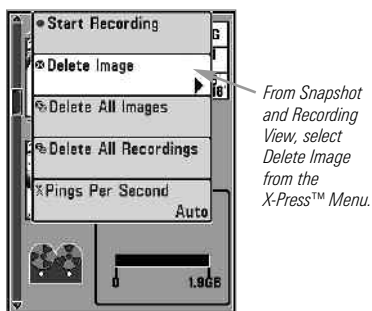 Start Recording
Delete Image
Delete All Images
Delete All Recordings
Pings Per Second
Auto
0
1.9GB
From Snapshot
and Recording
View, select
Delete Image
from the
X-Press™ Menu.